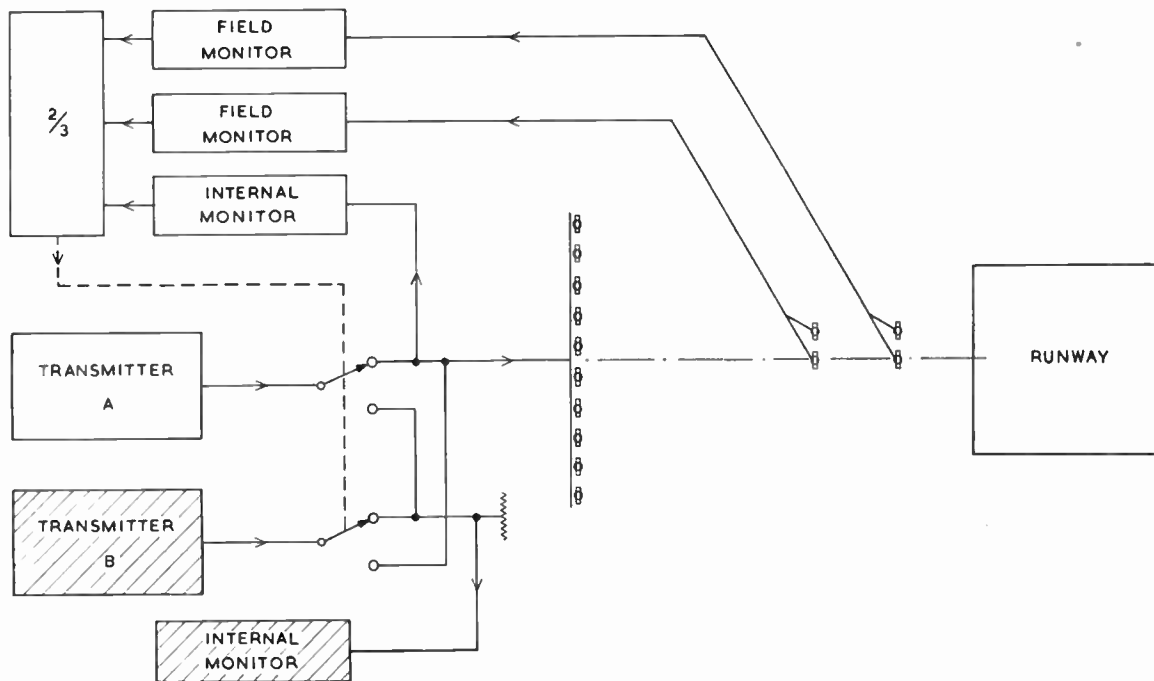 FIELD
MONITOR
2/3
FIELD
MONITOR
INTERNAL
MONITOR
TRANSMITTER
A
RUNWAY
TRANSMITTER
B
INTERNAL
MONITOR